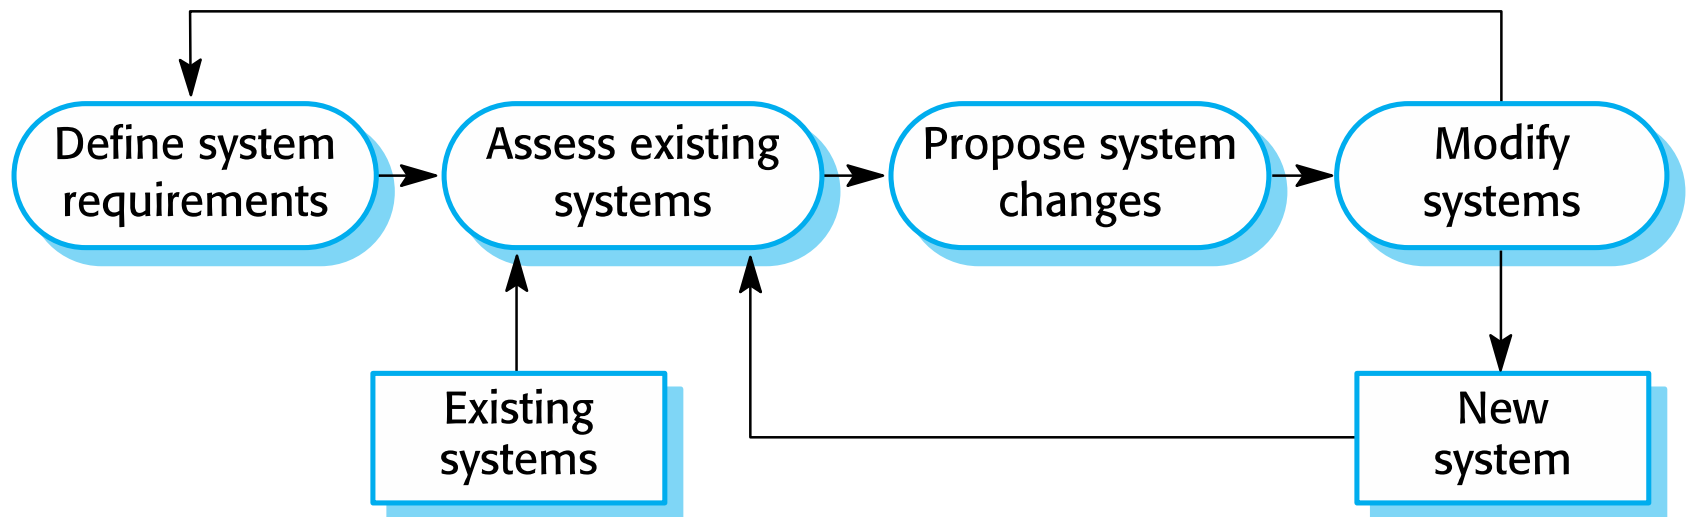 Define system
requirements
Assess existing
systems
Propose system
changes
Modify
systems
Existing
systems
New
system